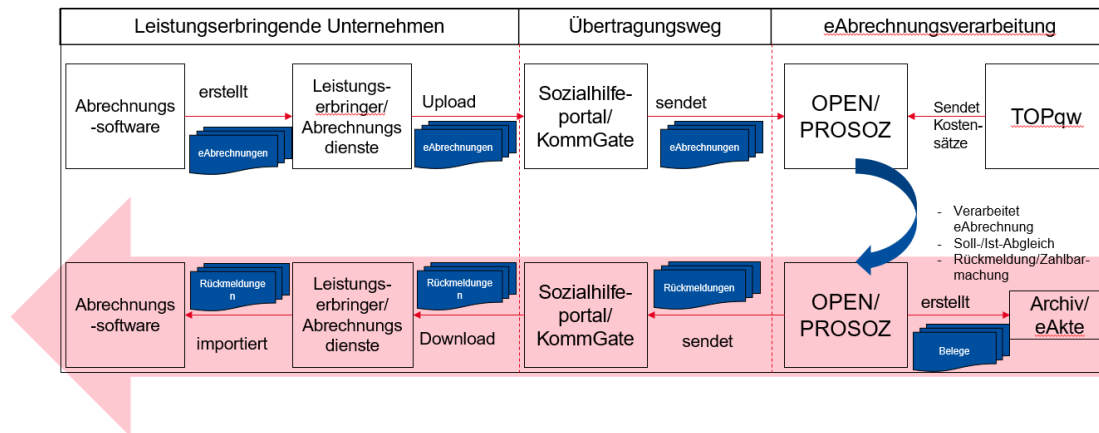 Leistungserbringende Unternehmen
Übertragungsweg
eAbrechnungsverarbeitung
Abrechnungs
-software
erstellt
eAbrechnungen
Leistungs-
erbringer/
Abrechnungs
dienste
Upload
eAbrechnungen
Sozialhilfe-
portal/
KommGate
sendet
eAbrechnungen
OPEN/
PROSOZ
Sendet
Kosten-
sätze
TOPqw
- Verarbeitet
eAbrechnung
- Soll-/Ist-Abgleich
- Rückmeldung/Zahlbar-
machung
Abrechnungs
-software
Rückmeldunge
n
importiert
Leistungs-
erbringer/
Abrechnungs
dienste
Rückmeldunge
n
Download
Sozialhilfe-
portal/
KommGate
Rückmeldungen
sendet
OPEN/
PROSOZ
erstellt
Belege
Archiv/
eAkte